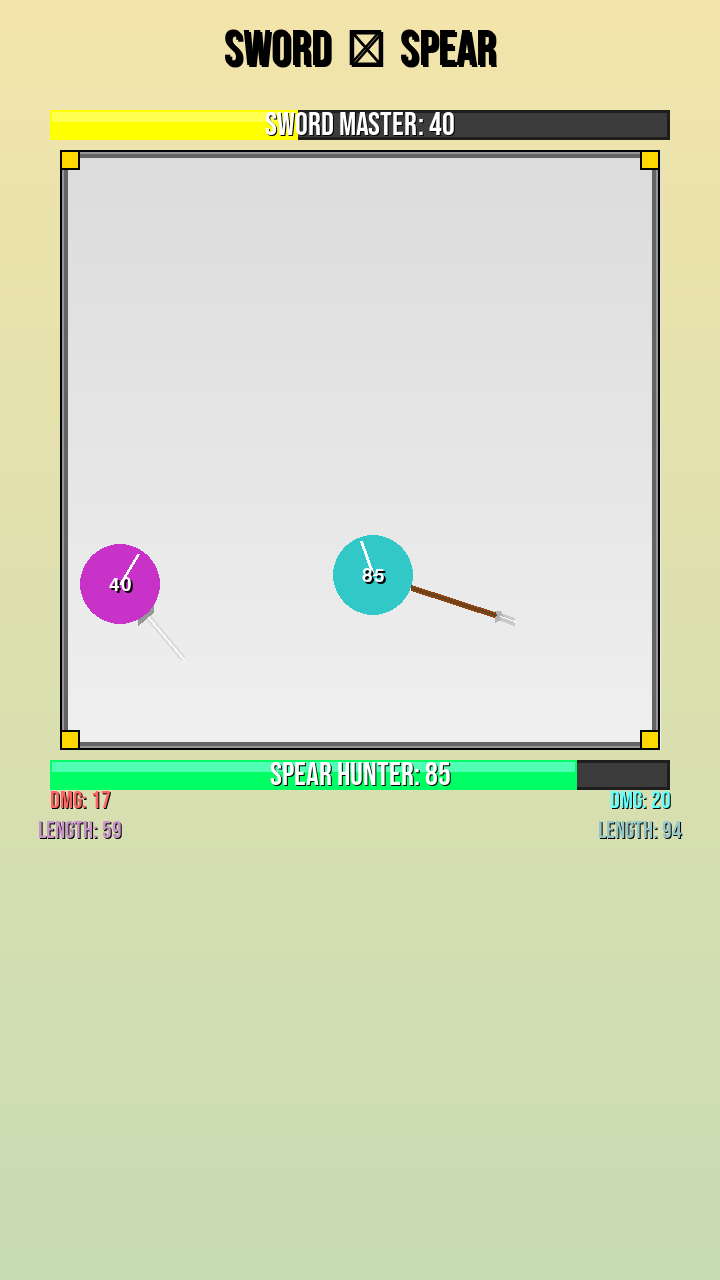 SWORD ☒ SPEAR
SWORD MASTER: 40
40
85
SPEAR HUNTER: 85
DMG: 17
DMG: 20
LENGTH: 59
LENGTH: 94